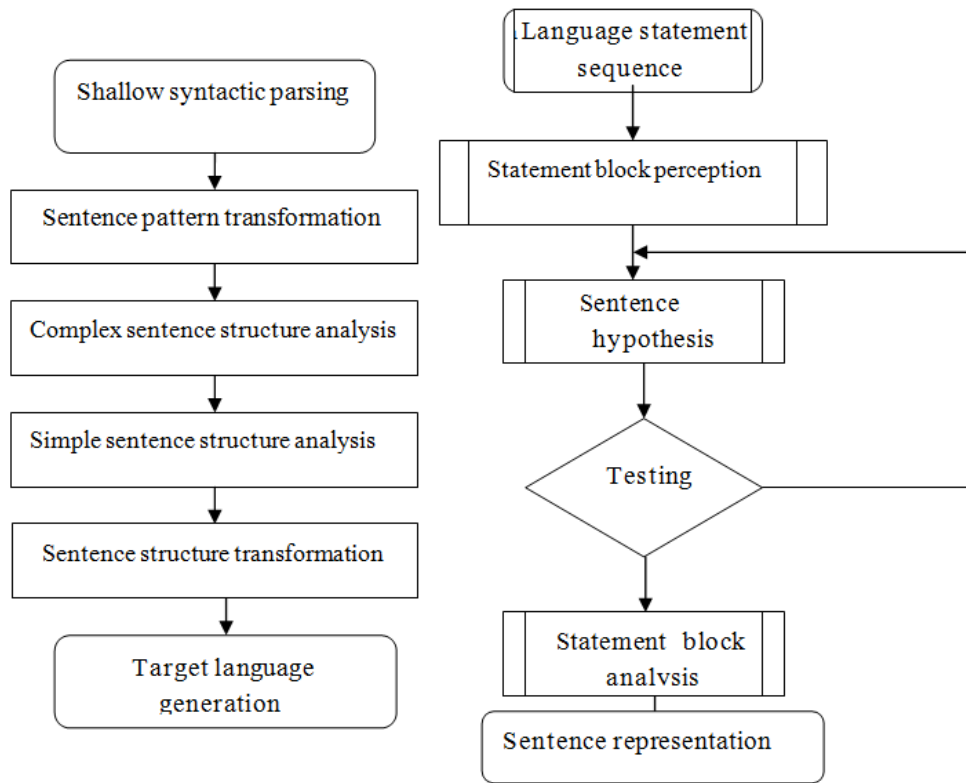 Shallow syntactic parsing
Sentence pattern transformation
Complex sentence structure analysis
Simple sentence structure analysis
Sentence structure transformation
Target language
generation
Language statement
sequence
Statement block perception
Sentence
hypothesis
Testing
Statement block
analysis
Sentence representation